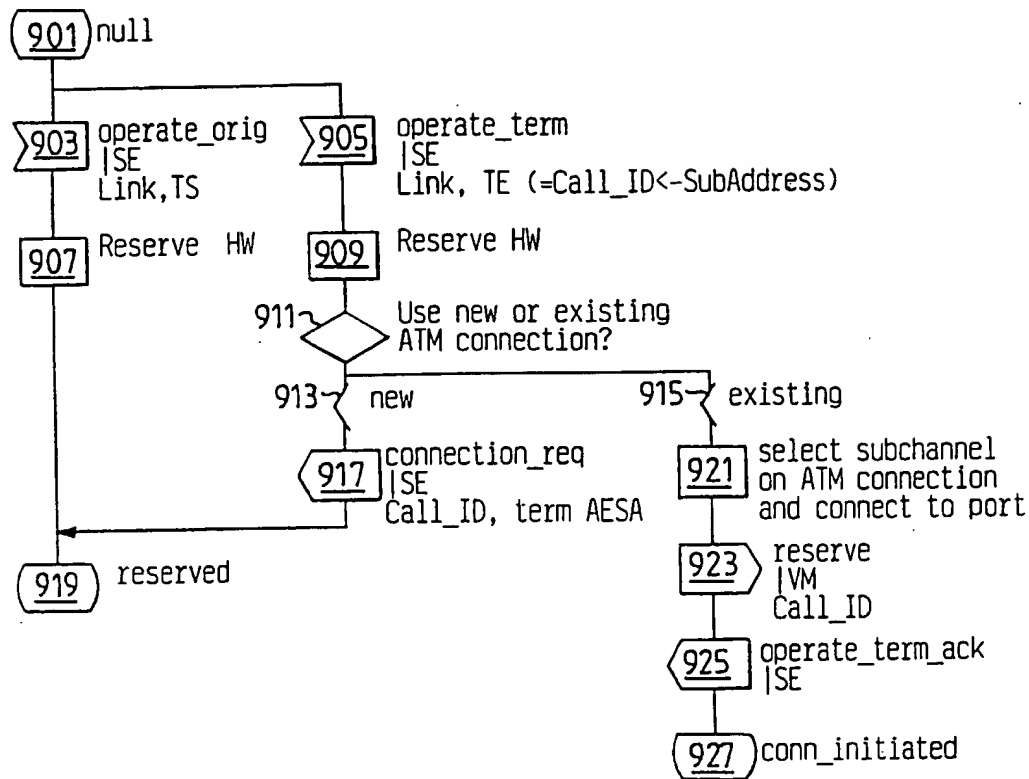 901 null
903 operate_orig
|SE
Link,TS
905 operate_term
|SE
Link, TE (=Call_ID<-SubAddress)
907 Reserve HW
909 Reserve HW
911 Use new or existing
ATM connection?
913 new
915 existing
917 connection_req
|SE
Call_ID, term AESA
921 select subchannel
on ATM connection
and connect to port
919 reserved
923 reserve
|VM
Call_ID
925 operate_term_ack
|SE
927 conn_initiated